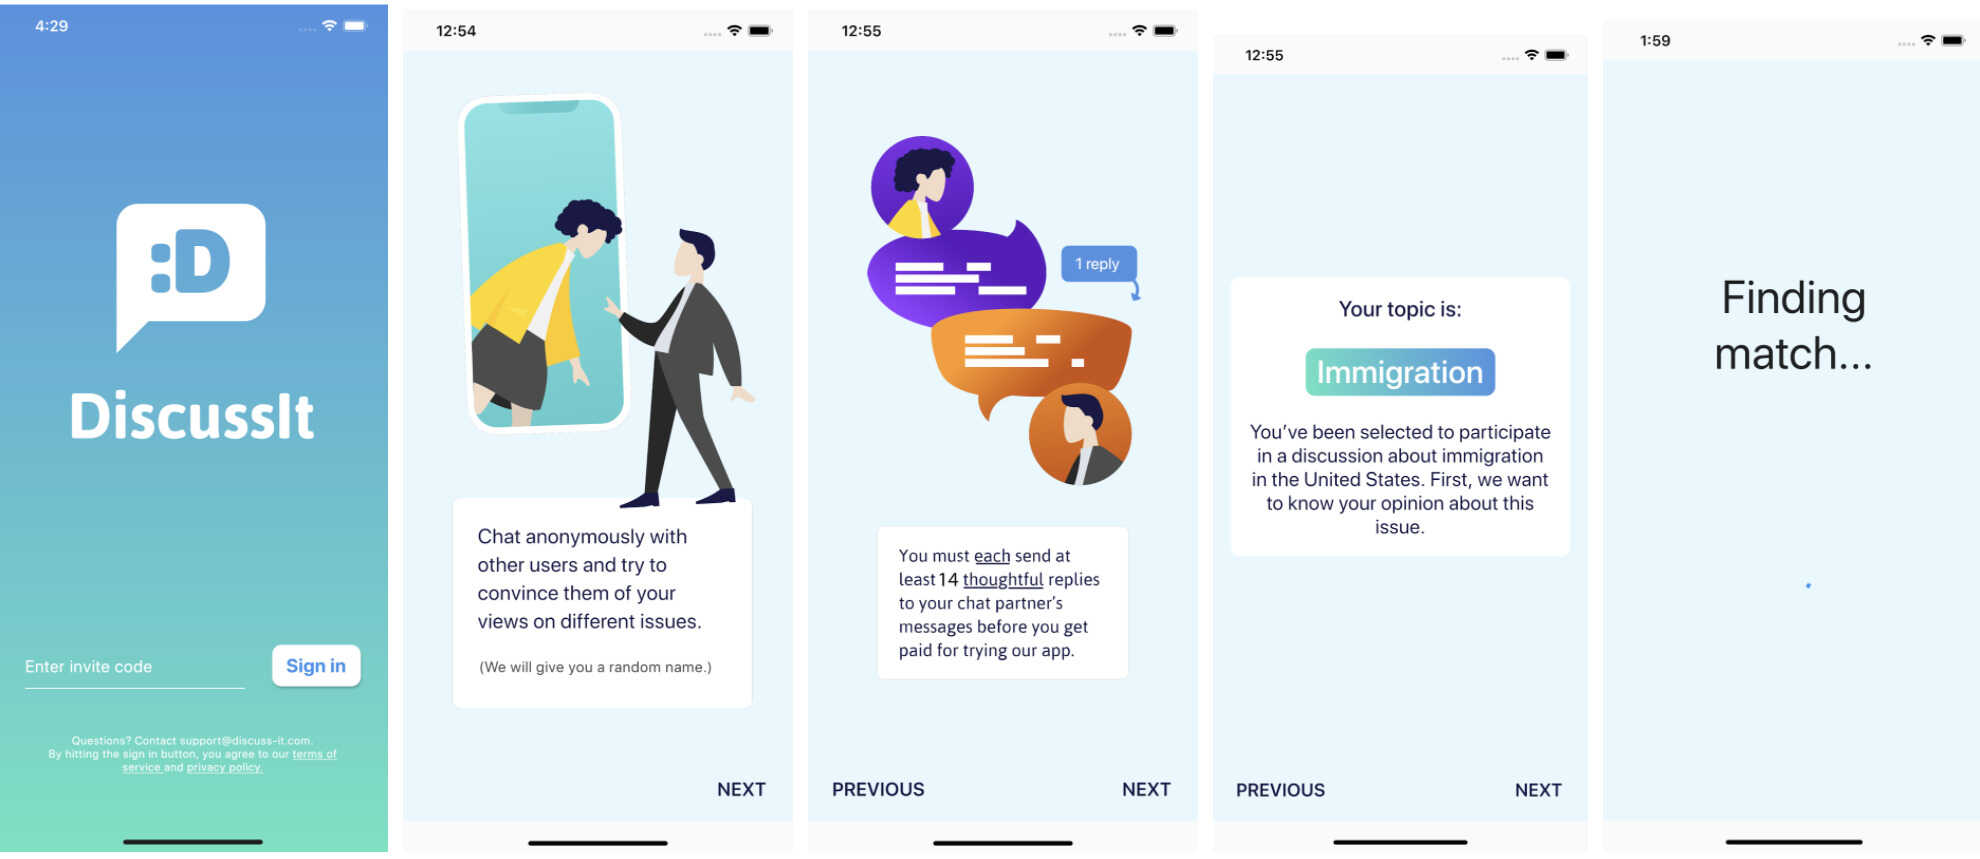 4:29
:D
DiscussIt
Enter invite code
Sign in
Questions? Contact support@discuss-it.com.
By hitting the sign in button, you agree to our terms of
service and privacy policy.
12:54
Chat anonymously with
other users and try to
convince them of your
views on different issues.
(We will give you a random name.)
NEXT
12:55
1 reply
You must each send at
least 14 thoughtful replies
to your chat partner's
messages before you get
paid for trying our app.
PREVIOUS
NEXT
12:55
Your topic is:
Immigration
You've been selected to participate
in a discussion about immigration
in the United States. First, we want
to know your opinion about this
issue.
PREVIOUS
NEXT
1:59
Finding
match...